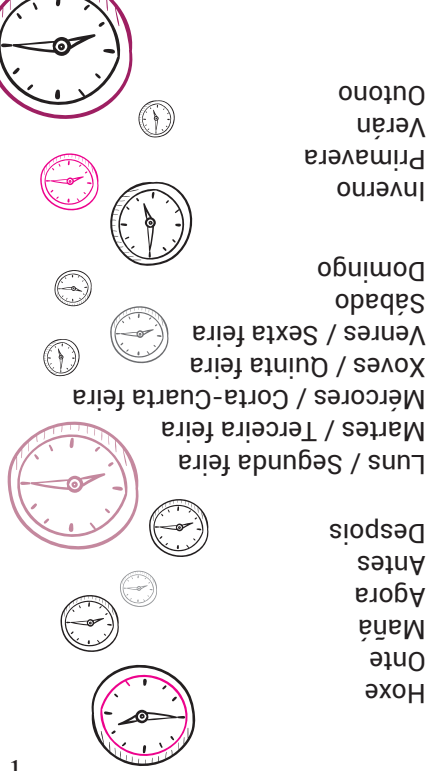 Hoxe
Onte
Mañá
Agora
Antes
Despois
Luns / Segunda feira
Martes / Terceira feira
Mércores / Corta-Cuarta feira
Xoves / Quinta feira
Venres / Sexta feira
Sábado
Domingo
Inverno
Primavera
Verán
Outono
1